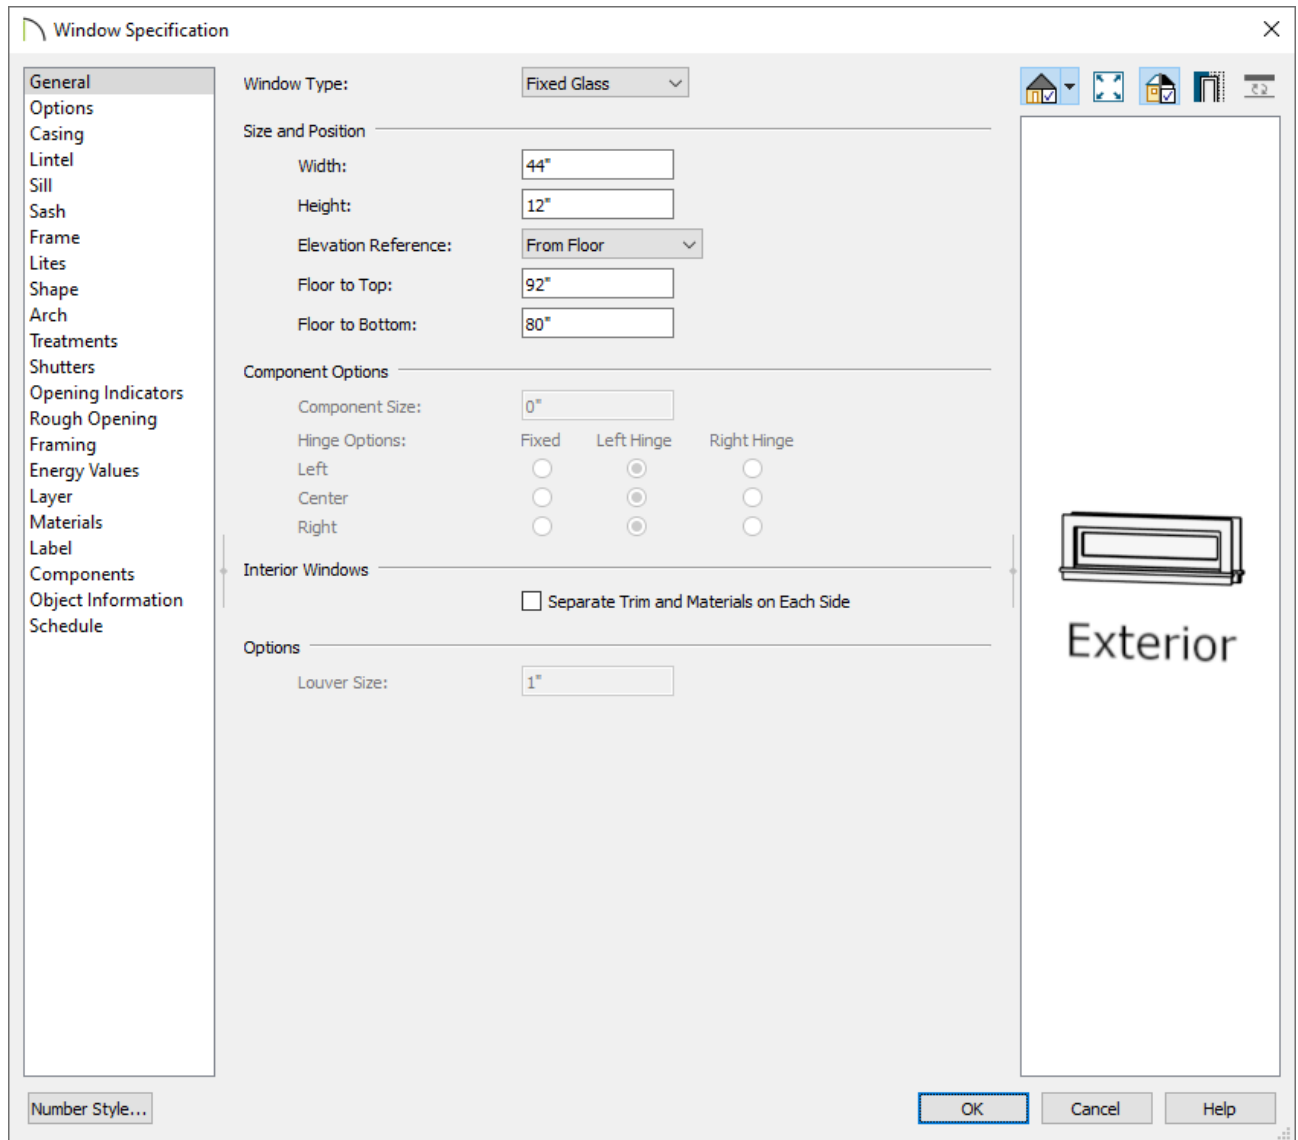 Window Specification
General
Options
Casing
Lintel
Sill
Sash
Frame
Lites
Shape
Arch
Treatments
Shutters
Opening Indicators
Rough Opening
Framing
Energy Values
Layer
Materials
Label
Components
Object Information
Schedule
Window Type: Fixed Glass
Size and Position
Width: 44"
Height: 12"
Elevation Reference: From Floor
Floor to Top: 92"
Floor to Bottom: 80"
Component Options
Component Size: 0"
Hinge Options: Fixed Left Hinge Right Hinge
Left
Center
Right
Interior Windows
Separate Trim and Materials on Each Side
Options
Louver Size: 1"
Exterior
Number Style... OK Cancel Help